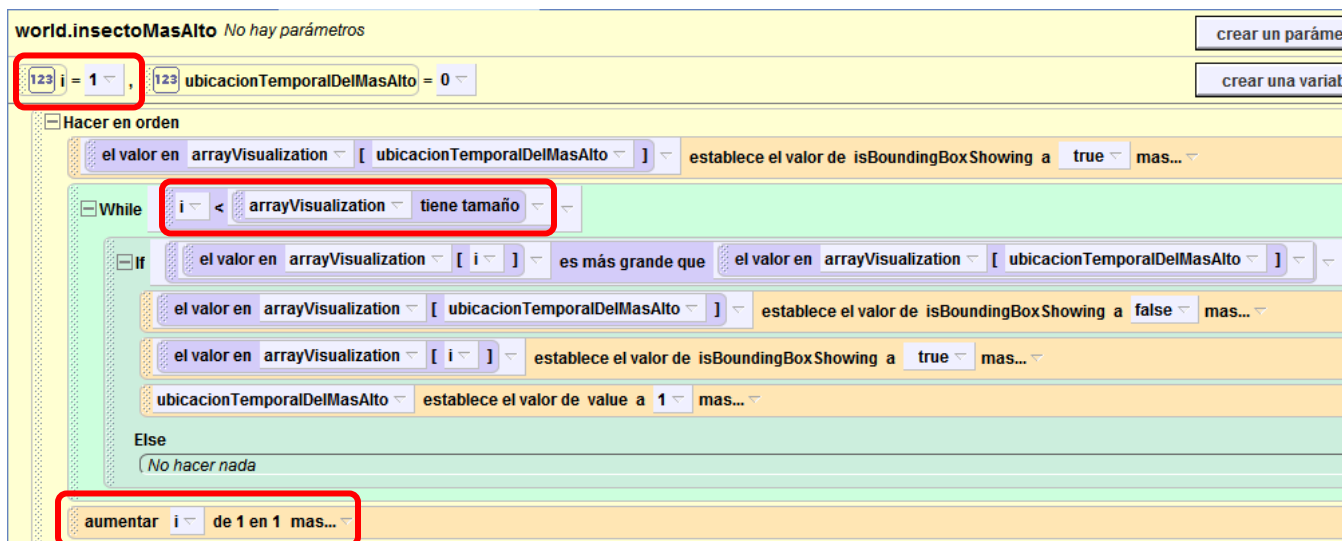 world.insectoMasAlto No hay parámetros crear un paráme
123 i = 1 , 123 ubicacionTemporalDelMasAlto = 0 crear una variab
Hacer en orden
el valor en arrayVisualization [ ubicacionTemporalDelMasAlto ] establece el valor de isBoundingBoxShowing a true mas...
While i < arrayVisualization tiene tamaño
If el valor en arrayVisualization [ i ] es más grande que el valor en arrayVisualization [ ubicacionTemporalDelMasAlto ]
el valor en arrayVisualization [ ubicacionTemporalDelMasAlto ] establece el valor de isBoundingBoxShowing a false mas...
el valor en arrayVisualization [ i ] establece el valor de isBoundingBoxShowing a true mas...
ubicacionTemporalDelMasAlto establece el valor de value a 1 mas...
Else
(No hacer nada
aumentar i de 1 en 1 mas...